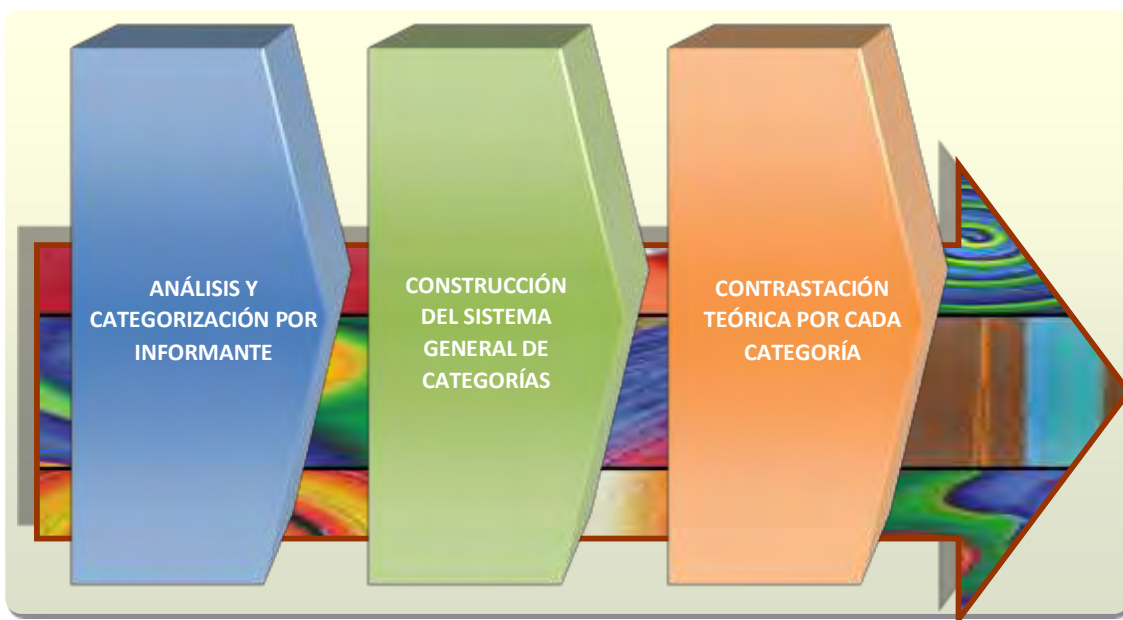 ANÁLISIS Y
CATEGORIZACIÓN POR
INFORMANTE
CONSTRUCCIÓN
DEL SISTEMA
GENERAL DE
CATEGORÍAS
CONTRASTACIÓN
TEÓRICA POR CADA
CATEGORÍA